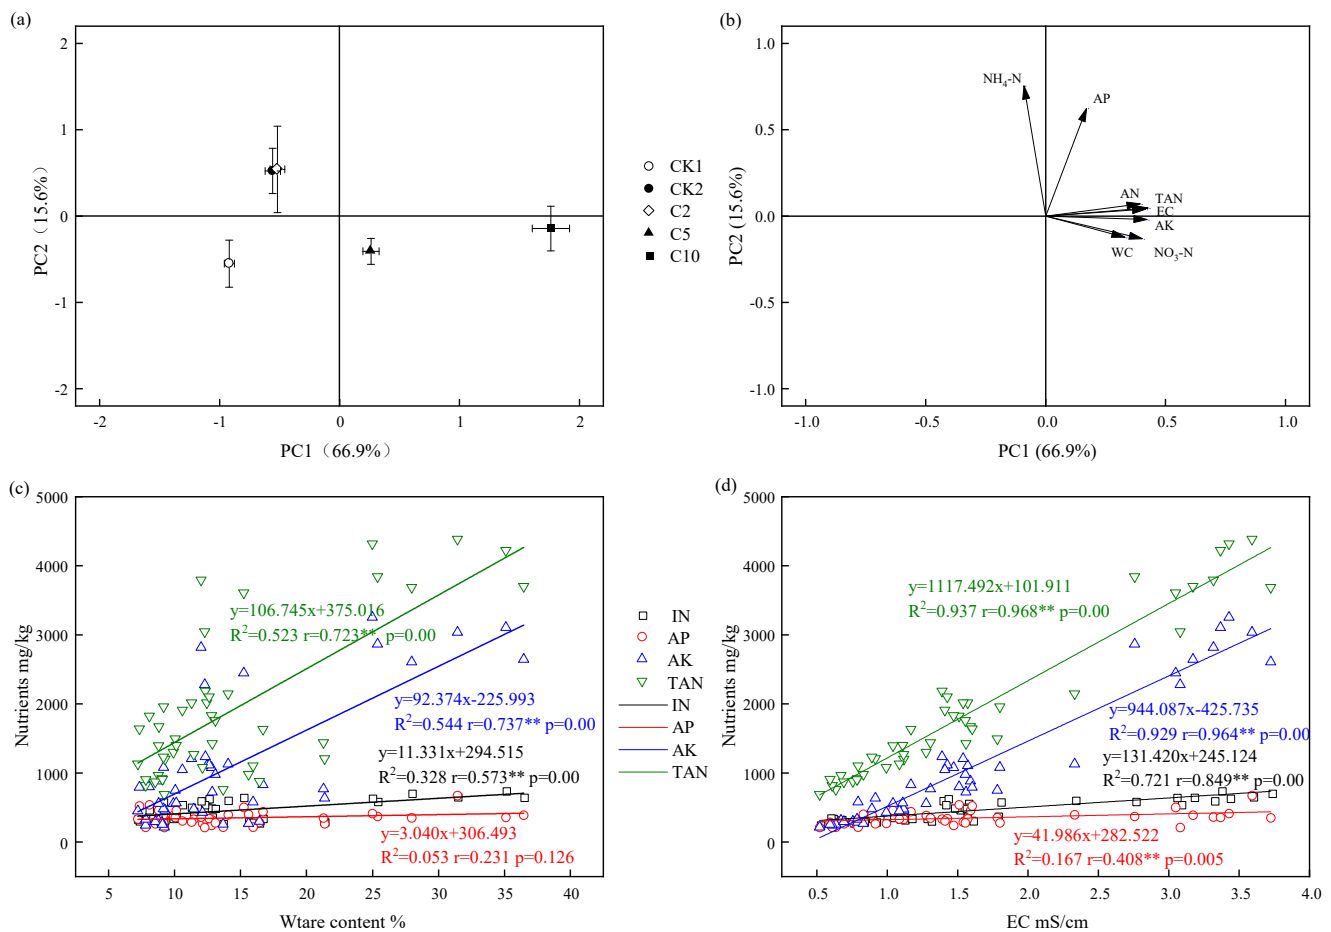 (a)
2
1
0
-1
-2
-2
-1
0
1
2
PC2（15.6%）
PC1（66.9%）
CK1
CK2
C2
C5
C10
(b)
1.0
0.5
0.0
-0.5
-1.0
-1.0
-0.5
0.0
0.5
1.0
PC2 (15.6%)
PC1 (66.9%)
NH4-N
AP
AN
TAN
EC
AK
WC
NO3-N
(c)
5000
4000
3000
2000
1000
0
5
10
15
20
25
30
35
40
Nutrients mg/kg
Wtare content %
y=106.745x+375.016
R2=0.523 r=0.723** p=0.00
y=92.374x-225.993
R2=0.544 r=0.737** p=0.00
y=11.331x+294.515
R2=0.328 r=0.573** p=0.00
y=3.040x+306.493
R2=0.053 r=0.231 p=0.126
IN
AP
AK
TAN
IN
AP
AK
TAN
(d)
5000
4000
3000
2000
1000
0
0.5
1.0
1.5
2.0
2.5
3.0
3.5
4.0
Nutrients mg/kg
EC mS/cm
y=1117.492x+101.911
R2=0.937 r=0.968** p=0.00
y=944.087x-425.735
R2=0.929 r=0.964** p=0.00
y=131.420x+245.124
R2=0.721 r=0.849** p=0.00
y=41.986x+282.522
R2=0.167 r=0.408** p=0.005